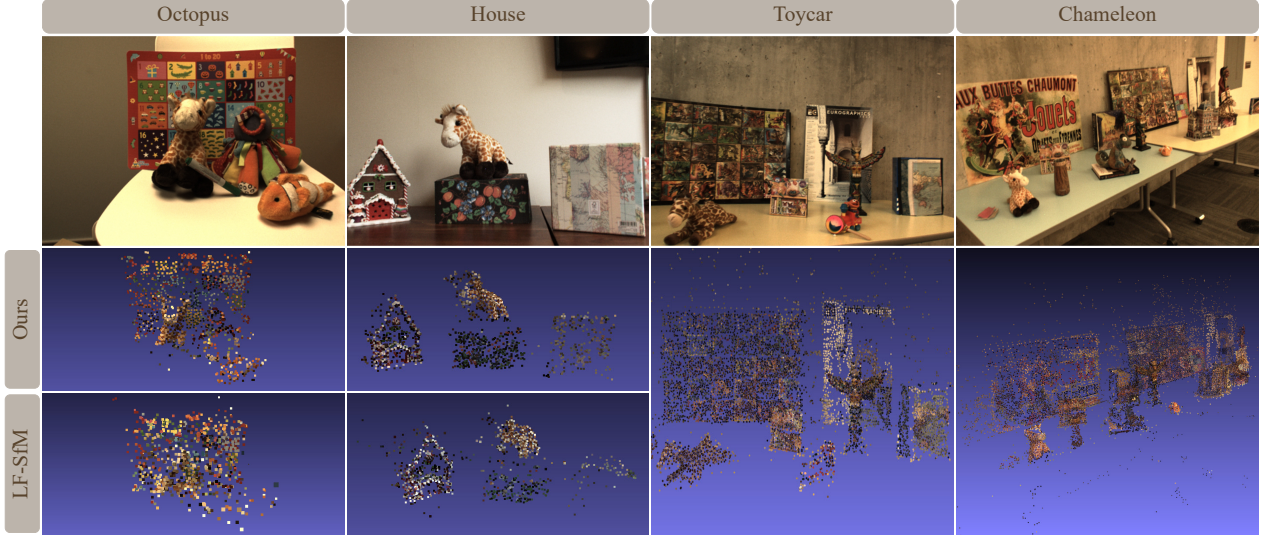 Octopus
House
Toycar
Chameleon
1 to 20
EUROGRAPHICS
AUX BUTTES CHAUMONT
Jouets
Ours
LF-SfM